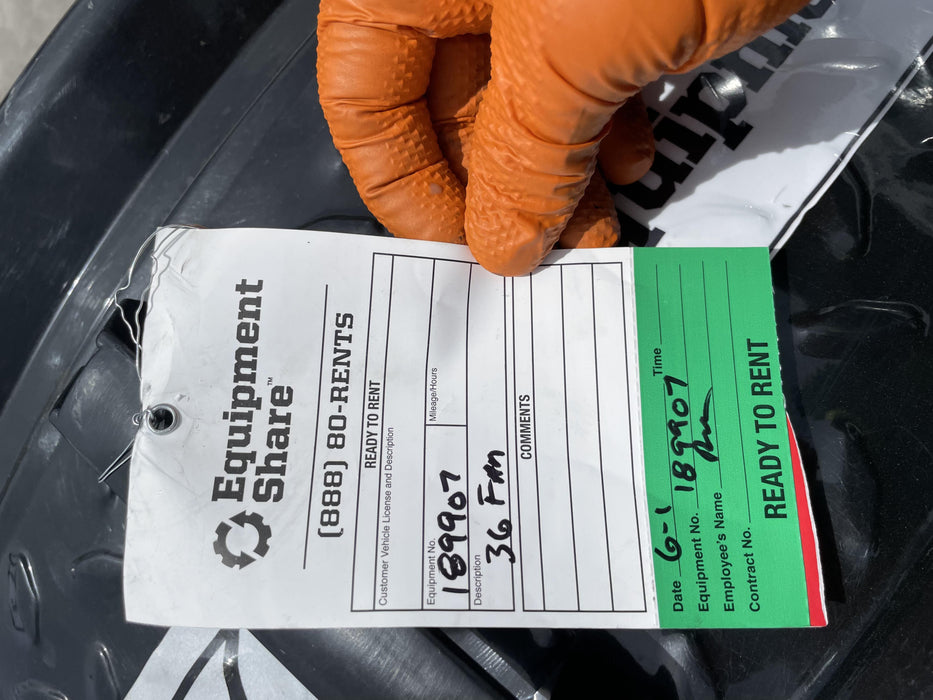 Equipment
Share™
(888) 80-RENTS
READY TO RENT
Customer Vehicle License and Description
Equipment No. Mileage/Hours
189907
Description
36 Fan
COMMENTS
Date 6-1 Time
Equipment No. 189907
Employee's Name
Contract No.
READY TO RENT